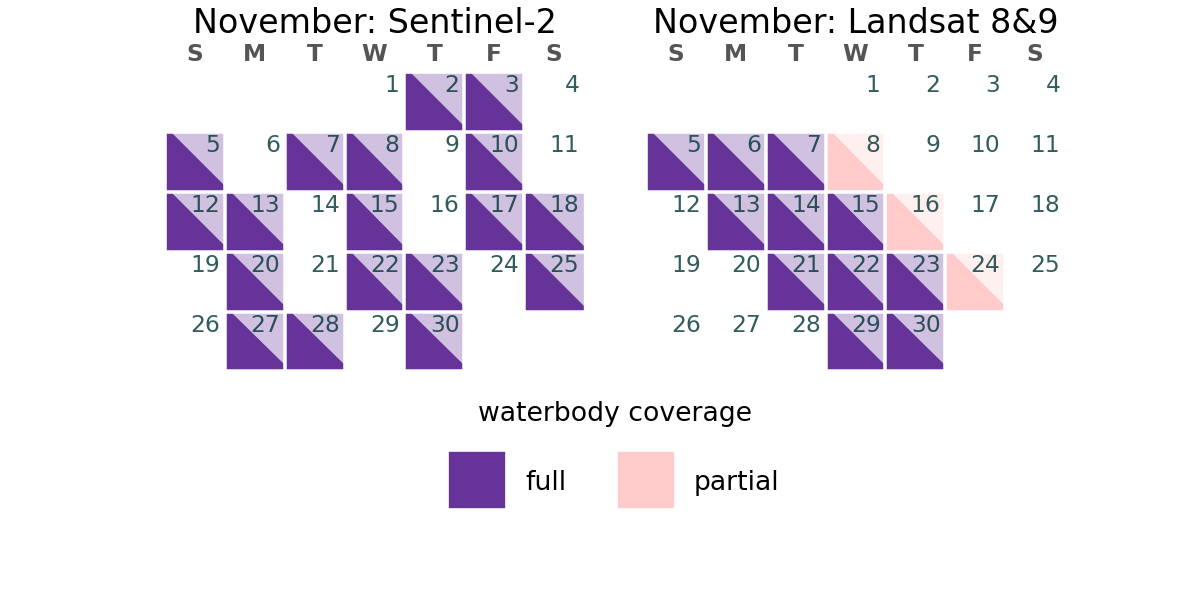 November: Sentinel-2
S M T W T F S
1 2 3 4
5 6 7 8 9 10 11
12 13 14 15 16 17 18
19 20 21 22 23 24 25
26 27 28 29 30
November: Landsat 8&9
S M T W T F S
1 2 3 4
5 6 7 8 9 10 11
12 13 14 15 16 17 18
19 20 21 22 23 24 25
26 27 28 29 30
waterbody coverage
full partial